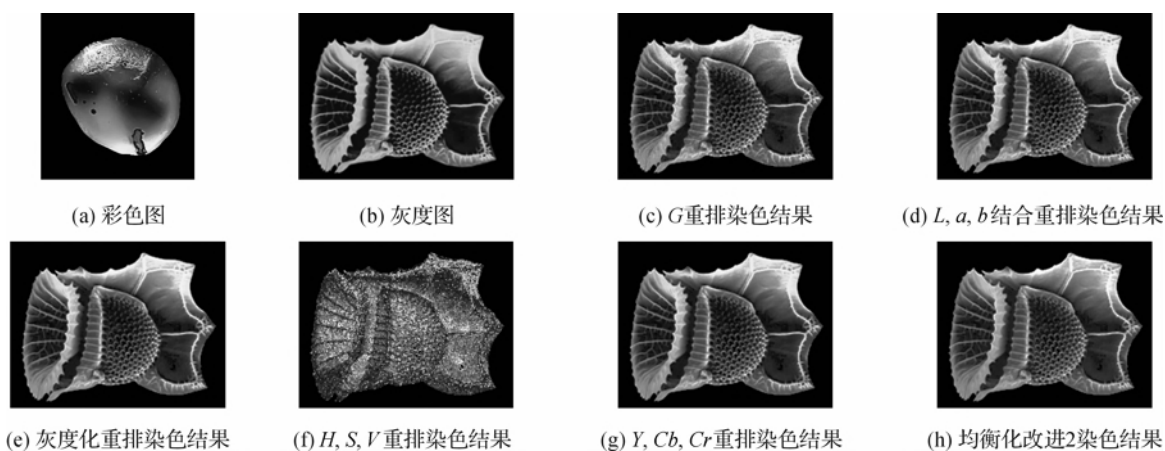 (a) 彩色图
(b) 灰度图
(c) G重排染色结果
(d) L, a, b结合重排染色结果
(e) 灰度化重排染色结果
(f) H, S, V重排染色结果
(g) Y, Cb, Cr重排染色结果
(h) 均衡化改进2染色结果